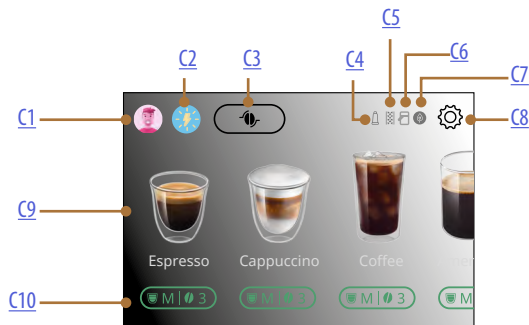 C5
C6
C2 C3 C4 C7
C1 C8
C9
Espresso Cappuccino Coffee
C10 M 3 M 3 M 3 M